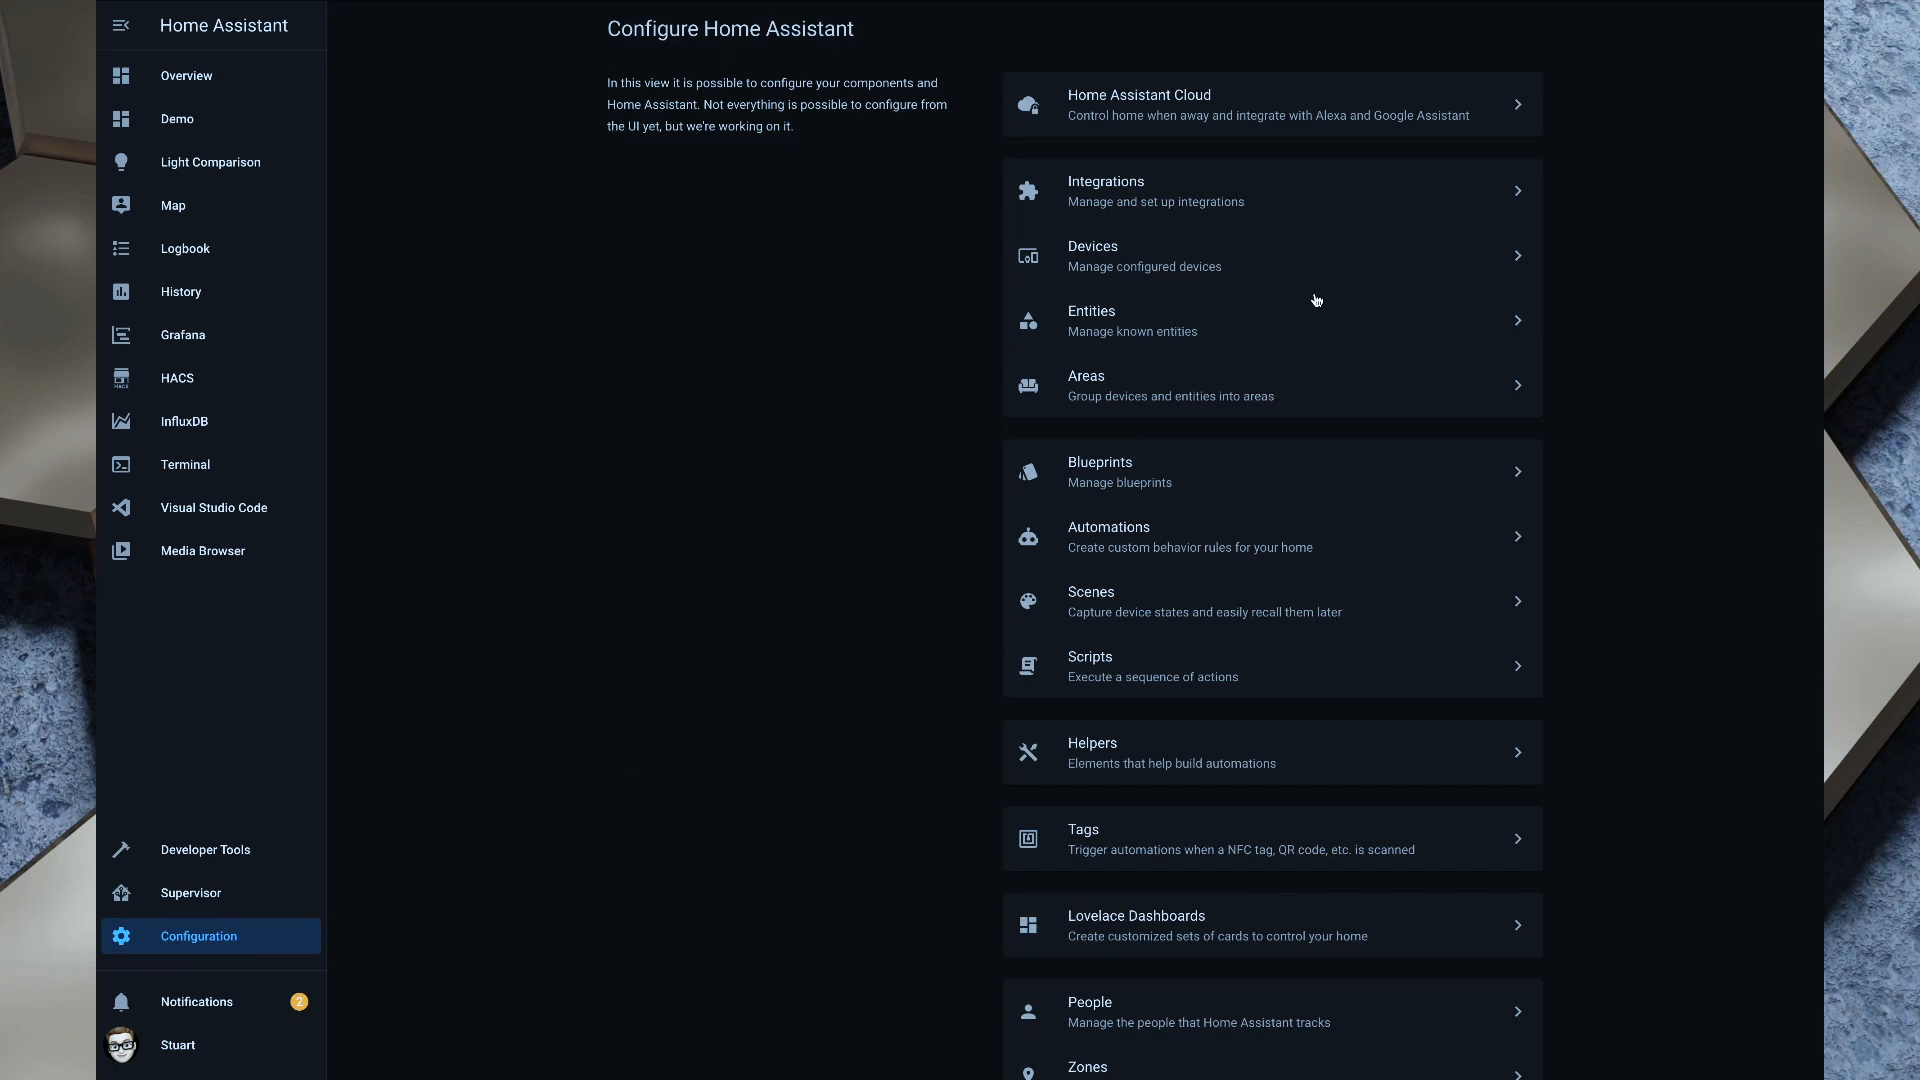 Home Assistant
Overview
Demo
Light Comparison
Map
Logbook
History
Grafana
HACS
HACS
InfluxDB
Terminal
Visual Studio Code
Media Browser
Developer Tools
Supervisor
Configuration
Notifications
2
Stuart
Configure Home Assistant
In this view it is possible to configure your components and
Home Assistant. Not everything is possible to configure from
the UI yet, but we're working on it.
Home Assistant Cloud
Control home when away and integrate with Alexa and Google Assistant
Integrations
Manage and set up integrations
Devices
Manage configured devices
Entities
Manage known entities
Areas
Group devices and entities into areas
Blueprints
Manage blueprints
Automations
Create custom behavior rules for your home
Scenes
Capture device states and easily recall them later
Scripts
Execute a sequence of actions
Helpers
Elements that help build automations
Tags
Trigger automations when a NFC tag, QR code, etc. is scanned
Lovelace Dashboards
Create customized sets of cards to control your home
People
Manage the people that Home Assistant tracks
Zones